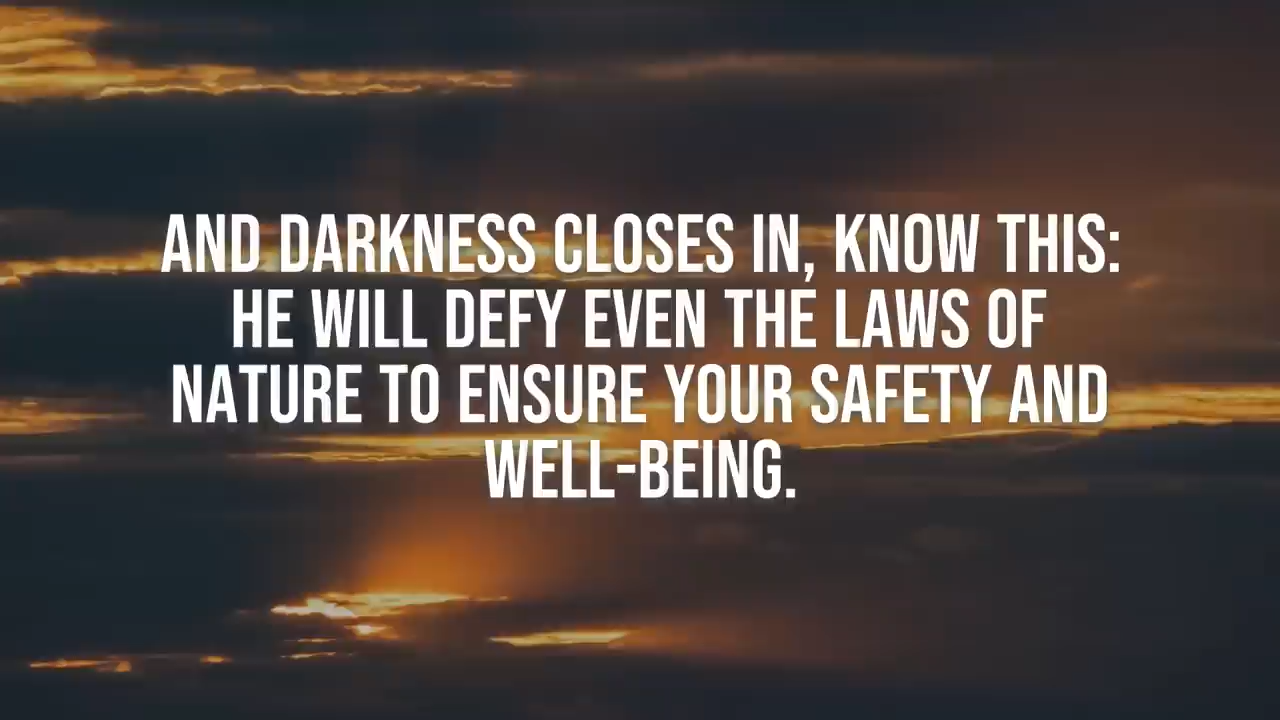 AND DARKNESS CLOSES IN, KNOW THIS:
HE WILL DEFY EVEN THE LAWS OF
NATURE TO ENSURE YOUR SAFETY AND
WELL-BEING.